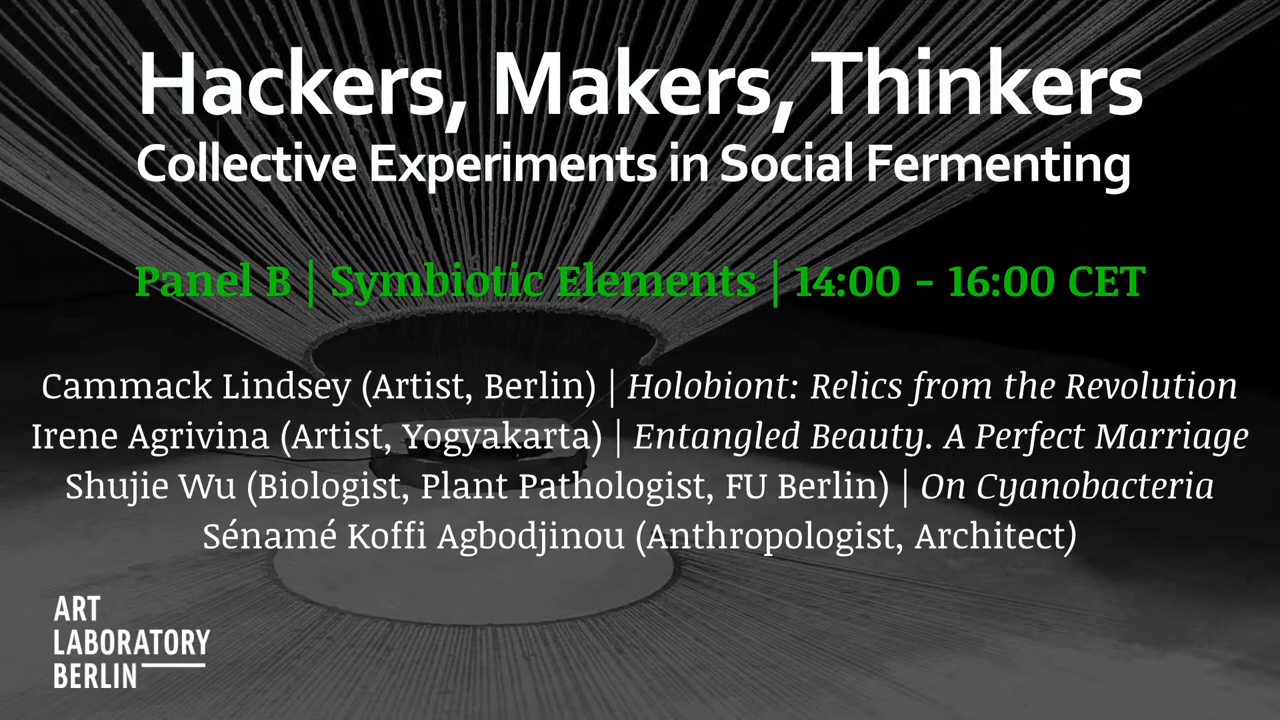 Hackers, Makers, Thinkers
Collective Experiments in Social Fermenting
Panel B | Symbiotic Elements | 14:00 - 16:00 CET
Cammack Lindsey (Artist, Berlin) | Holobiont: Relics from the Revolution
Irene Agrivina (Artist, Yogyakarta) | Entangled Beauty. A Perfect Marriage
Shujie Wu (Biologist, Plant Pathologist, FU Berlin) | On Cyanobacteria
Sénamé Koffi Agbodjinou (Anthropologist, Architect)
ART
LABORATORY
BERLIN